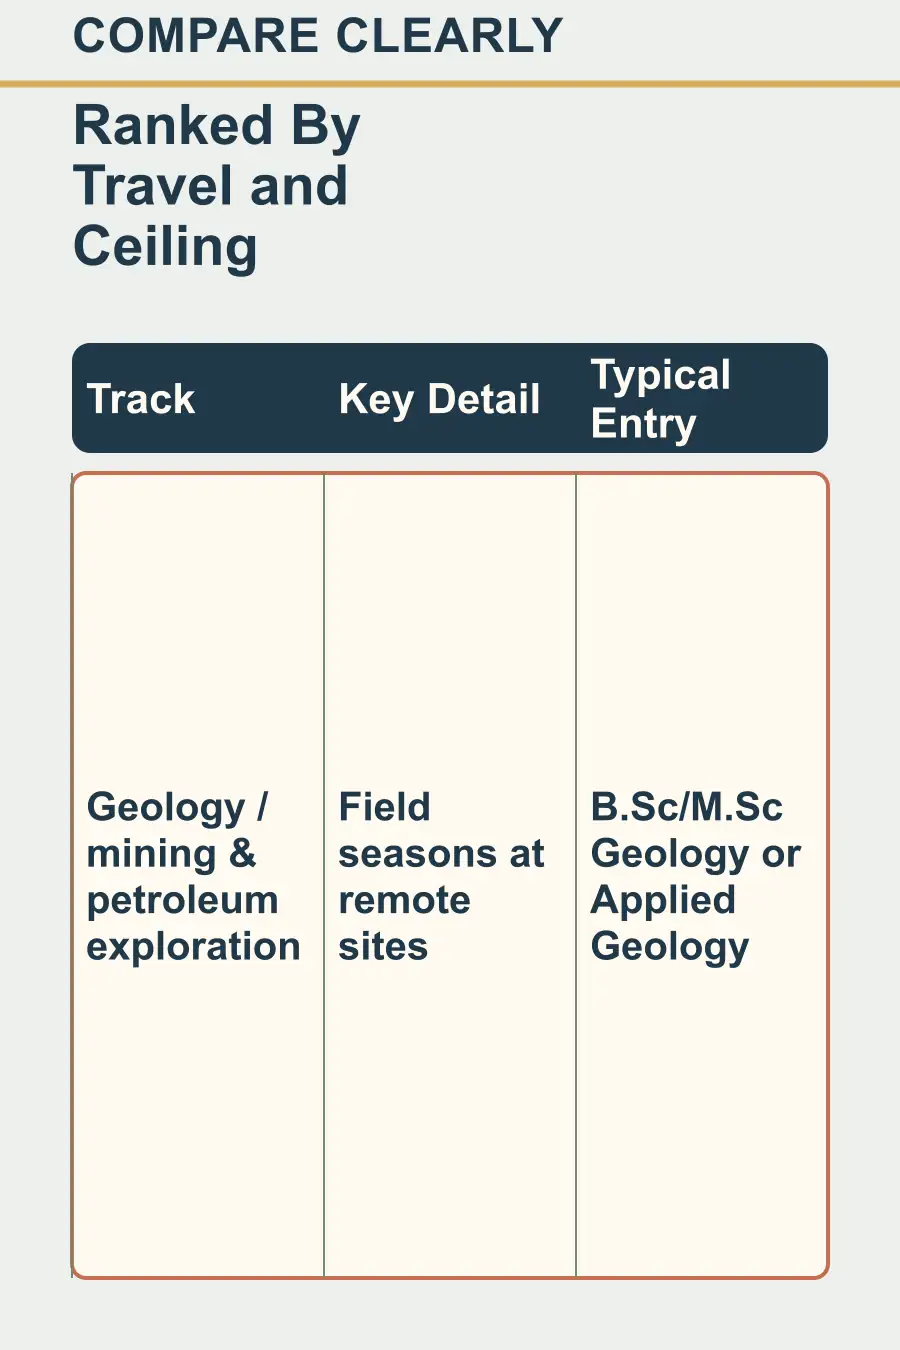 COMPARE CLEARLY
Ranked By
Travel and
Ceiling
Track
Key Detail
Typical
Entry
Geology /
mining &
petroleum
exploration
Field
seasons at
remote
sites
B.Sc/M.Sc
Geology or
Applied
Geology